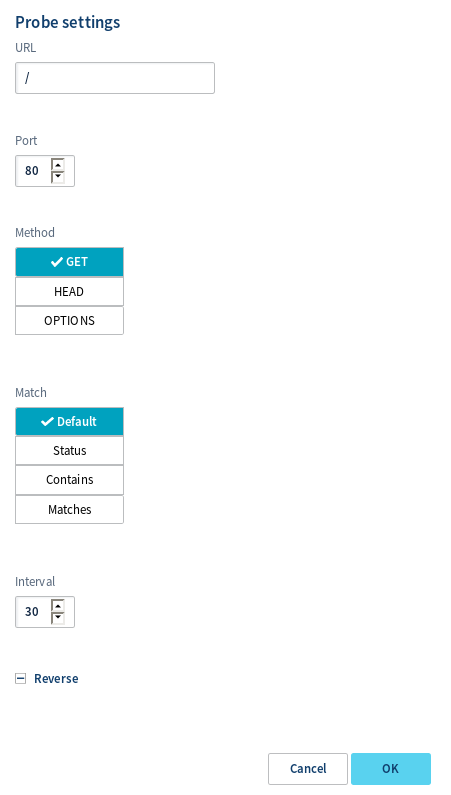 Probe settings
URL
/
Port
80
Method
GET
HEAD
OPTIONS
Match
Default
Status
Contains
Matches
Interval
30
Reverse
Cancel OK